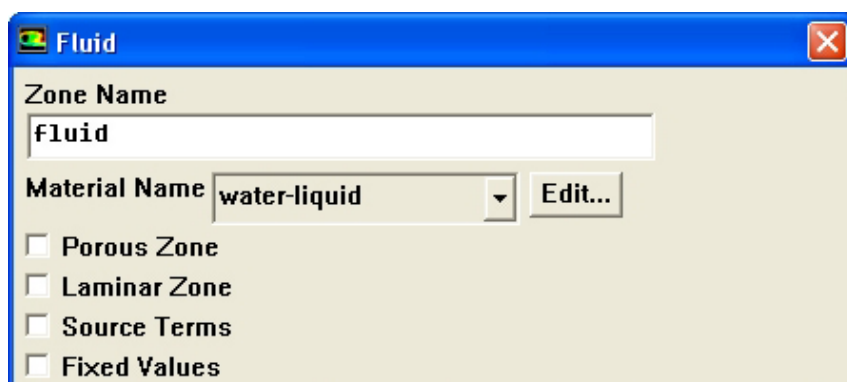 Fluid
Zone Name
fluid
Material Name water-liquid Edit...
Porous Zone
Laminar Zone
Source Terms
Fixed Values